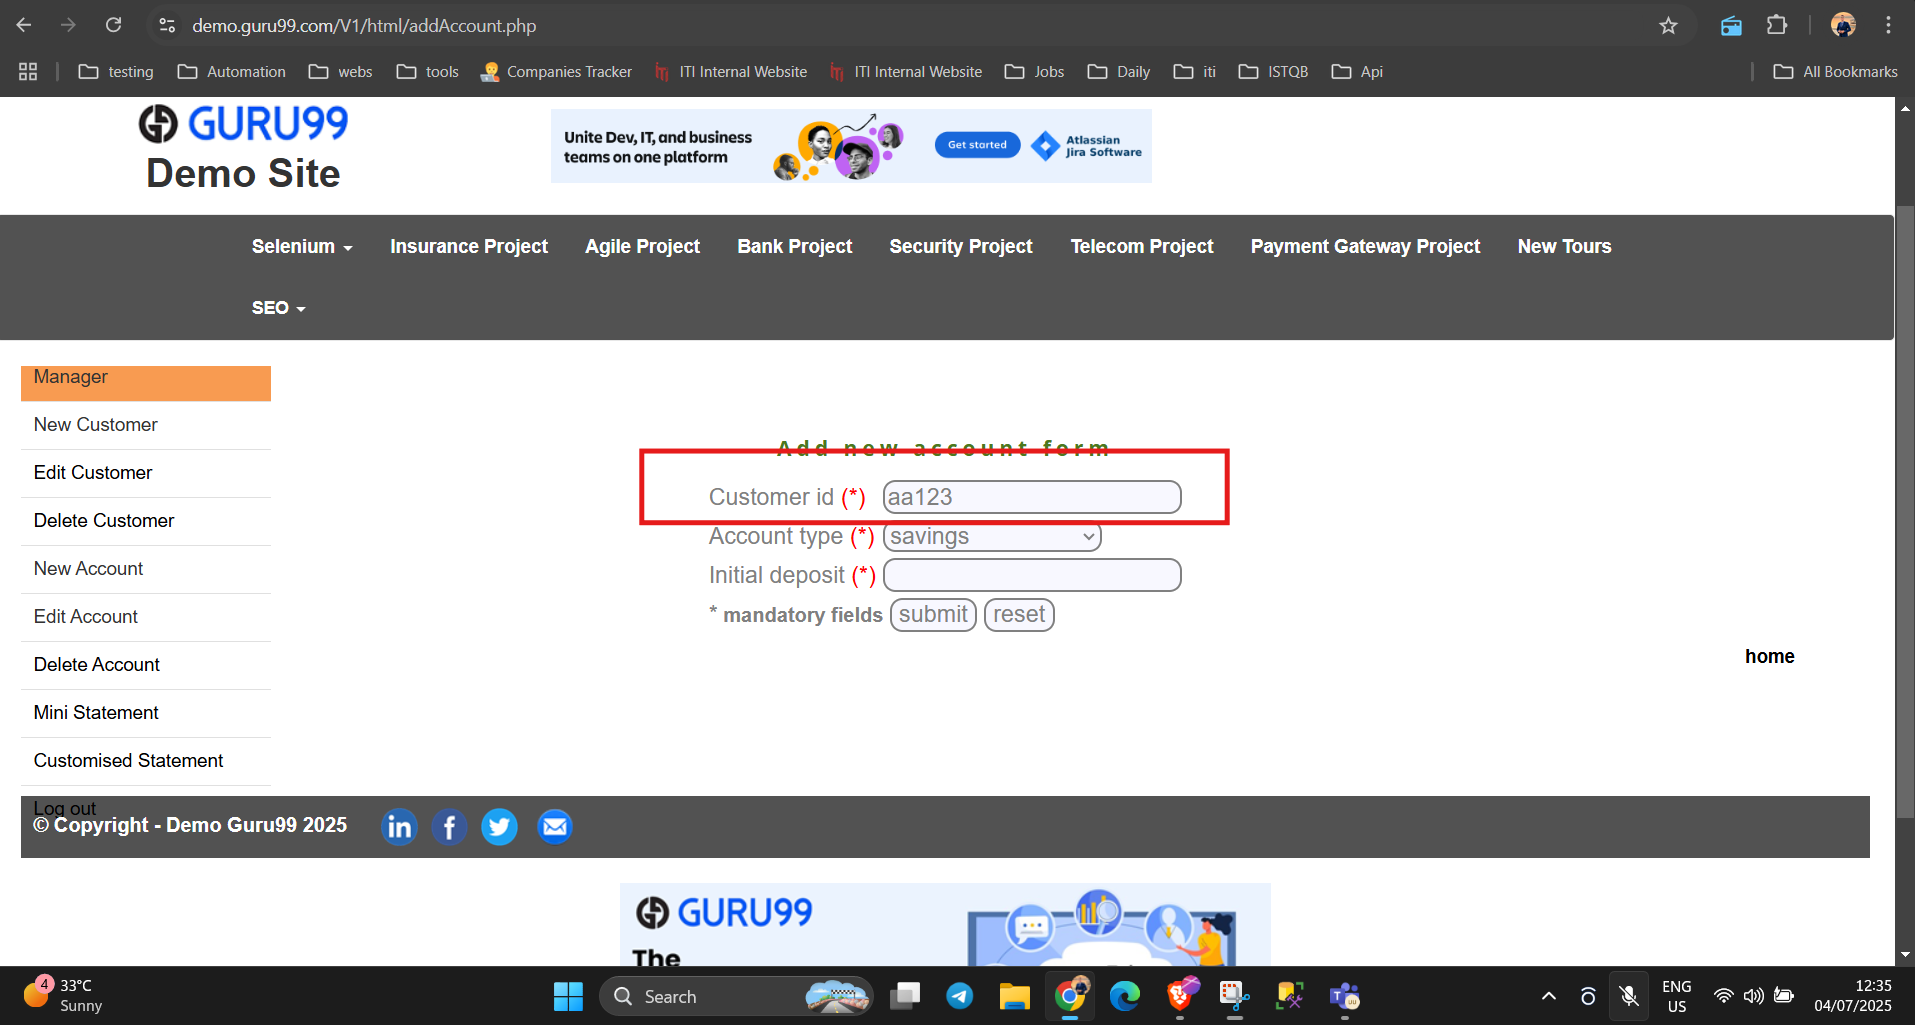 demo.guru99.com/V1/html/addAccount.php
testing Automation webs tools Companies Tracker ITI Internal Website ITI Internal Website Jobs Daily iti ISTQB Api All Bookmarks
GURU99
Demo Site
Unite Dev, IT, and business
teams on one platform
Get started
Atlassian
Jira Software
Selenium Insurance Project Agile Project Bank Project Security Project Telecom Project Payment Gateway Project New Tours
SEO
Manager
New Customer
Edit Customer
Delete Customer
New Account
Edit Account
Delete Account
Mini Statement
Customised Statement
Log out
Add new account form
Customer id (*) aa123
Account type (*) savings
Initial deposit (*)
* mandatory fields submit reset
home
© Copyright - Demo Guru99 2025
in f
GURU99
The
4
33°C
Sunny
Search
T
ENG
US
12:35
04/07/2025